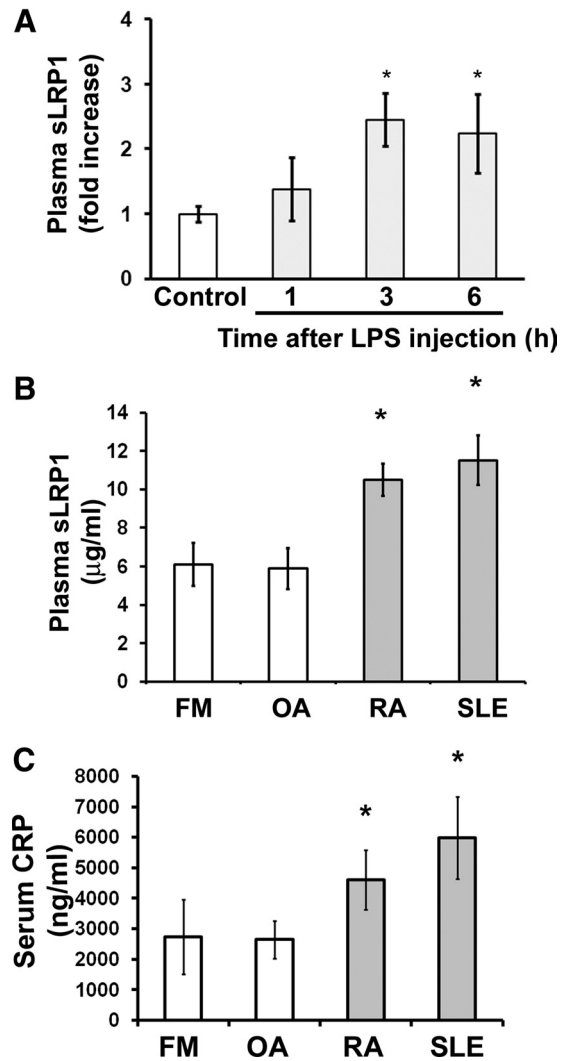 A
Plasma sLRP1
(fold increase)
4
3
2
1
0
* *
Control 1 3 6
Time after LPS injection (h)
B
Plasma sLRP1
(μg/ml)
14
12
10
8
6
4
2
0
* *
FM OA RA SLE
C
Serum CRP
(ng/ml)
8000
7000
6000
5000
4000
3000
2000
1000
0
* *
FM OA RA SLE